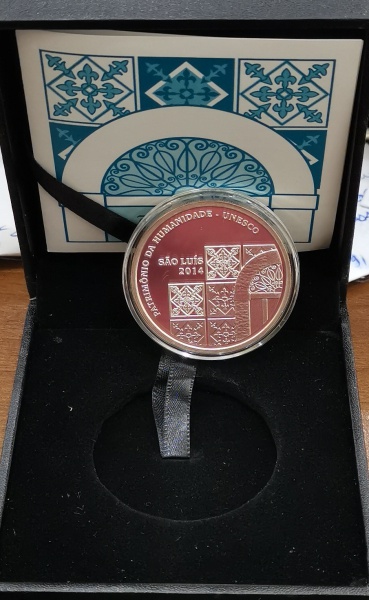 PATRIMÔNIO DA HUMANIDADE - UNESCO
SÃO LUÍS
2014